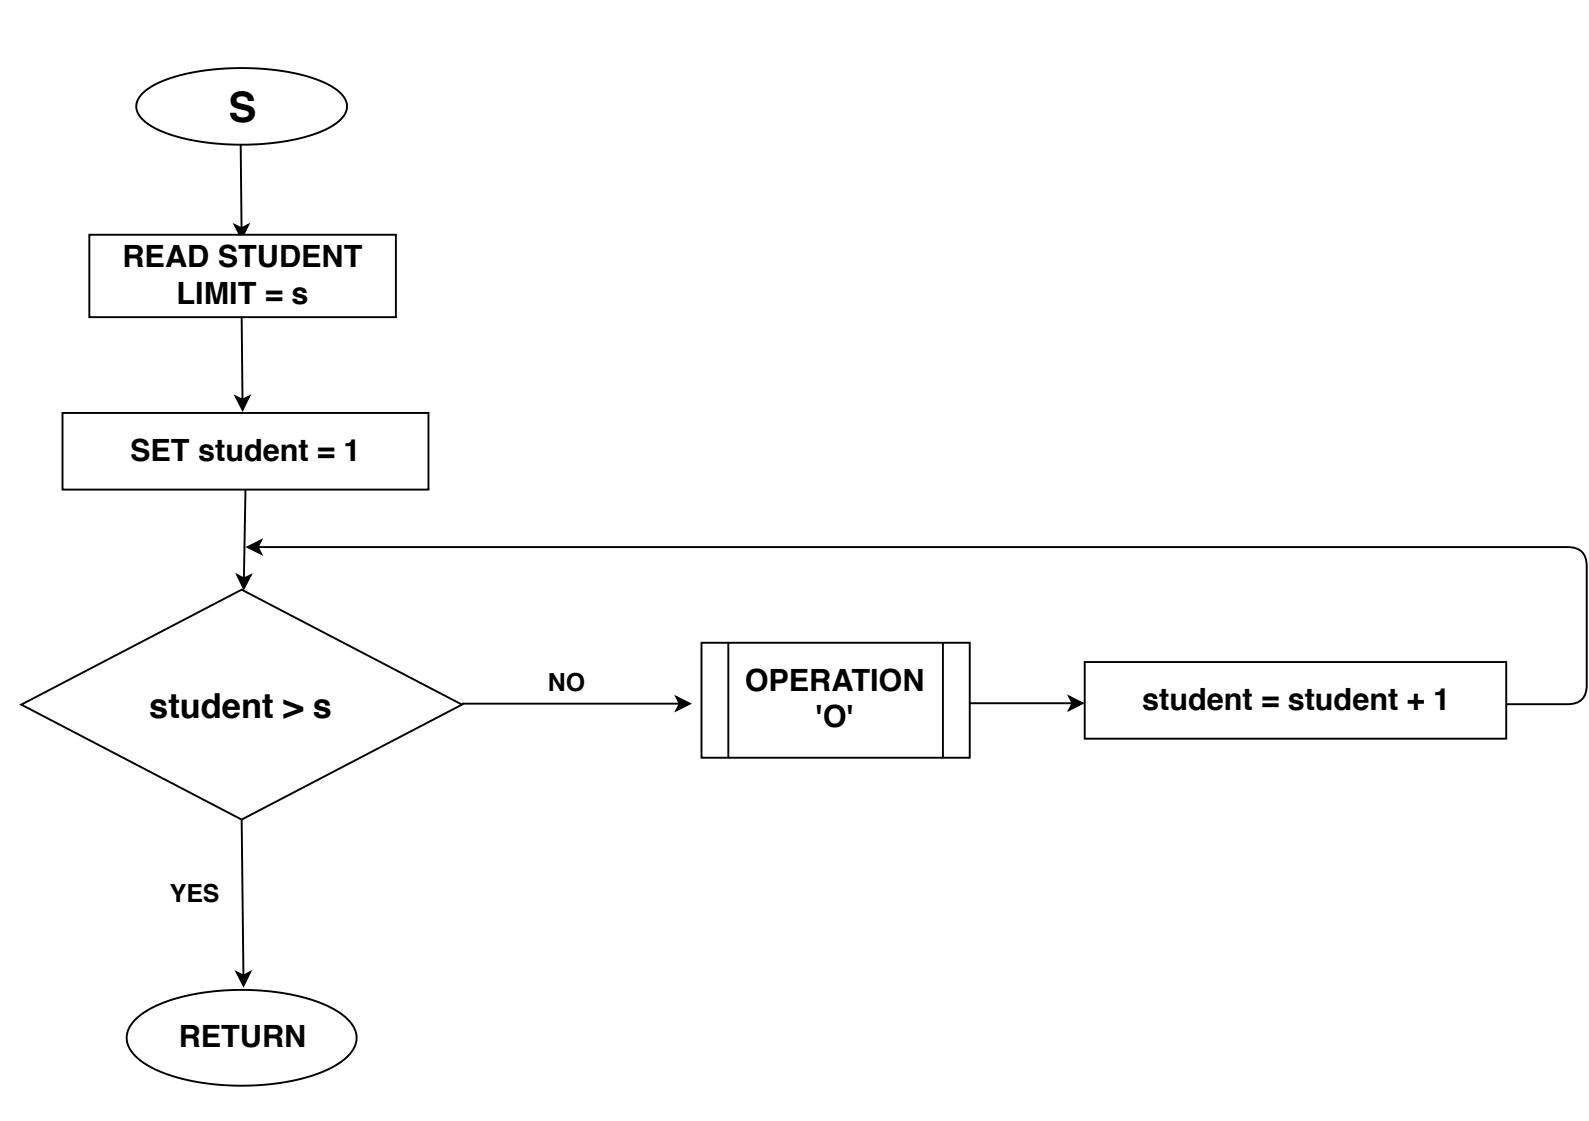 S
READ STUDENT
LIMIT = s
SET student = 1
student > s
NO
OPERATION
'O'
student = student + 1
YES
RETURN